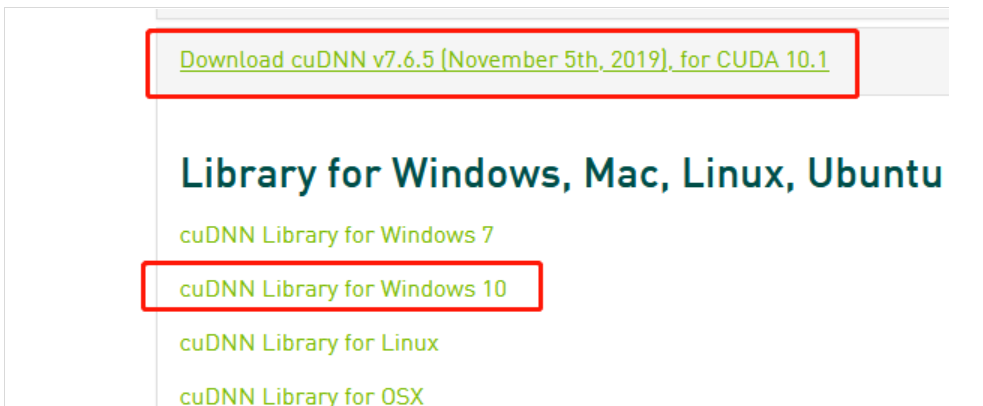 Download cuDNN v7.6.5 (November 5th, 2019), for CUDA 10.1
Library for Windows, Mac, Linux, Ubuntu
cuDNN Library for Windows 7
cuDNN Library for Windows 10
cuDNN Library for Linux
cuDNN Library for OSX